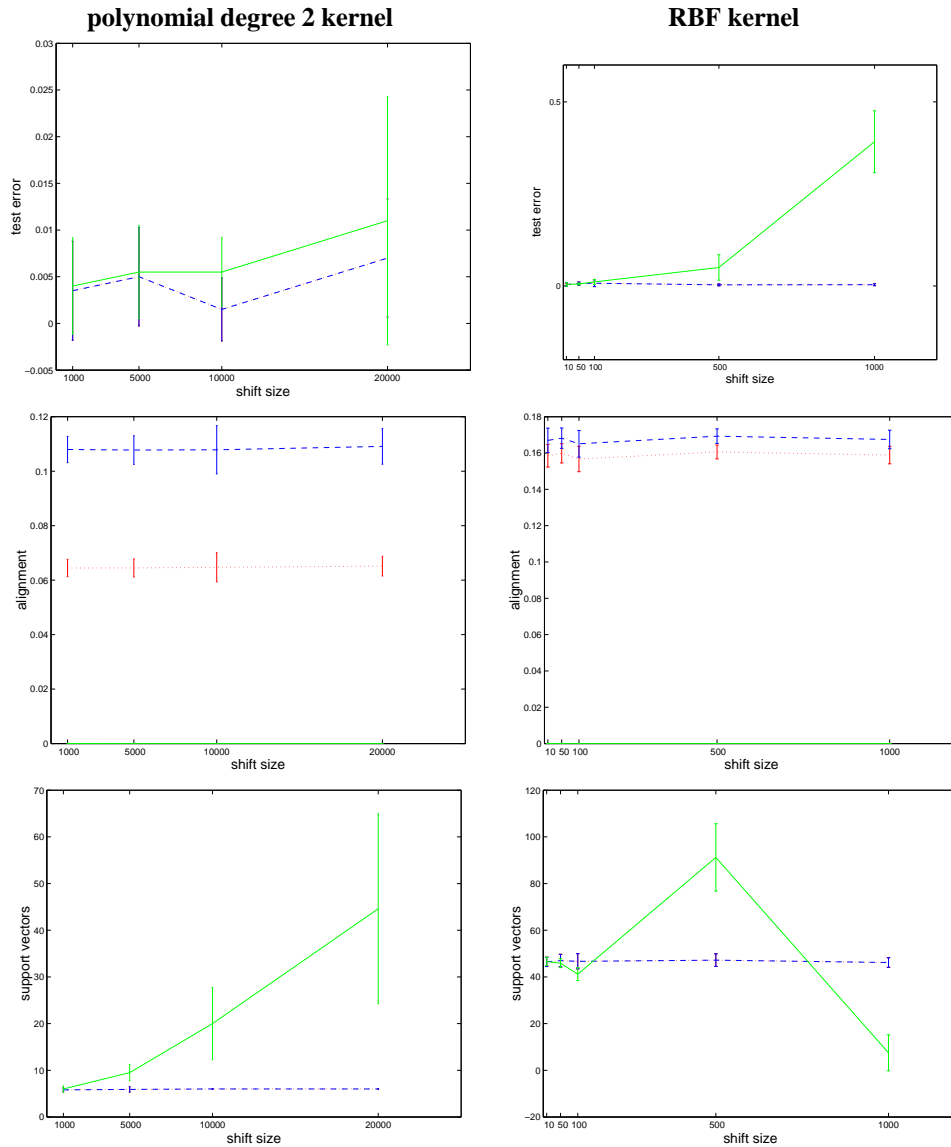 polynomial degree 2 kernel
RBF kernel
0.03
0.025
0.02
0.015
0.01
0.005
0
−0.005
test error
1000 5000 10000 20000
shift size
0.5
0
test error
10 50 100 500 1000
shift size
0.12
0.1
0.08
0.06
0.04
0.02
0
alignment
1000 5000 10000 20000
shift size
0.18
0.16
0.14
0.12
0.1
0.08
0.06
0.04
0.02
0
alignment
10 50 100 500 1000
shift size
70
60
50
40
30
20
10
0
support vectors
1000 5000 10000 20000
shift size
120
100
80
60
40
20
0
−20
support vectors
10 50 100 500 1000
shift size